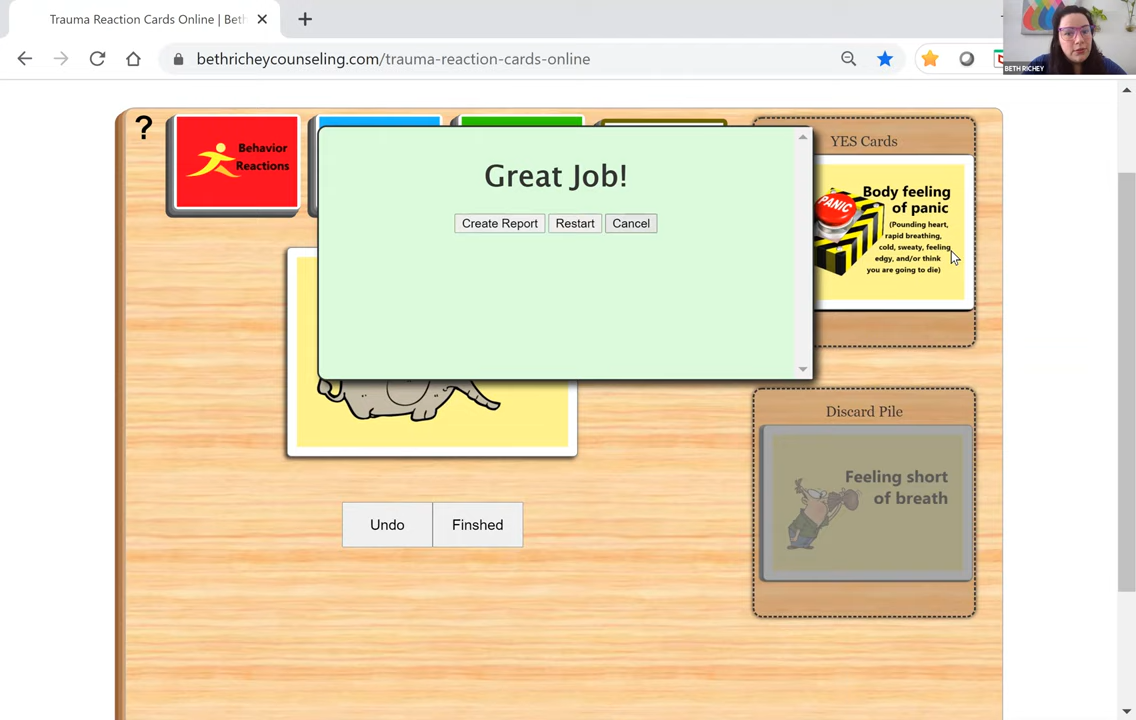 Trauma Reaction Cards Online | Bet
bethricheycounseling.com/trauma-reaction-cards-online
BETH RICHEY
?
Behavior
Reactions
Great Job!
Create Report
Restart
Cancel
YES Cards
PANIC
Body feeling
of panic
(Pounding heart,
rapid breathing,
cold, sweaty, feeling
edgy, and/or think
you are going to die)
Discard Pile
Feeling short
of breath
Undo
Finshed